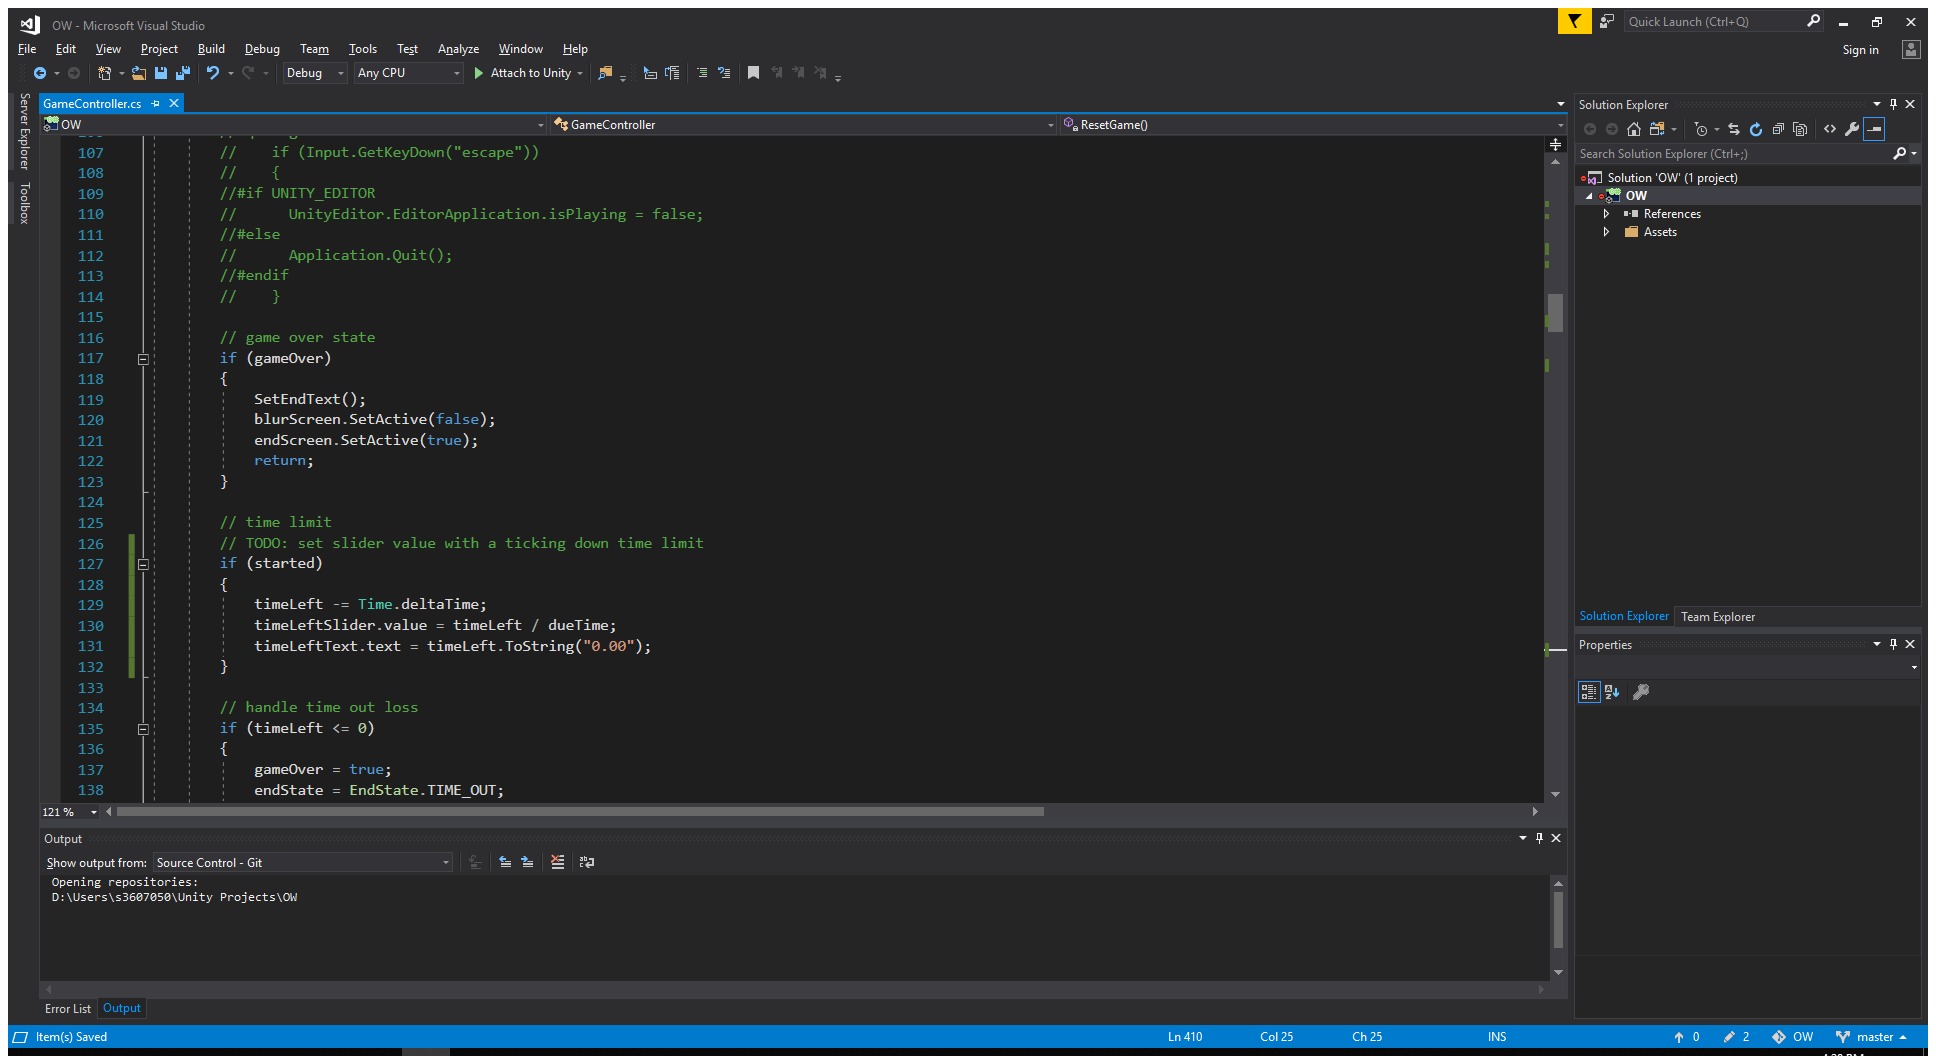 OW - Microsoft Visual Studio
Quick Launch (Ctrl+Q)
File Edit View Project Build Debug Team Tools Test Analyze Window Help
Sign in
Debug Any CPU Attach to Unity
Server Explorer
Toolbox
GameController.cs
OW GameController ResetGame()
107 // if (Input.GetKeyDown("escape"))
108 // {
109 //#if UNITY_EDITOR
110 // UnityEditor.EditorApplication.isPlaying = false;
111 //#else
112 // Application.Quit();
113 //#endif
114 // }
115
116 // game over state
117 if (gameOver)
118 {
119 SetEndText();
120 blurScreen.SetActive(false);
121 endScreen.SetActive(true);
122 return;
123 }
124
125 // time limit
126 // TODO: set slider value with a ticking down time limit
127 if (started)
128 {
129 timeLeft -= Time.deltaTime;
130 timeLeftSlider.value = timeLeft / dueTime;
131 timeLeftText.text = timeLeft.ToString("0.00");
132 }
133
134 // handle time out loss
135 if (timeLeft <= 0)
136 {
137 gameOver = true;
138 endState = EndState.TIME_OUT;
121 %
Output
Show output from: Source Control - Git
Opening repositories:
D:\Users\s3607050\Unity Projects\OW
Error List Output
Solution Explorer
Search Solution Explorer (Ctrl+;)
Solution 'OW' (1 project)
OW
References
Assets
Solution Explorer Team Explorer
Properties
Item(s) Saved Ln 410 Col 25 Ch 25 INS 0 2 OW master